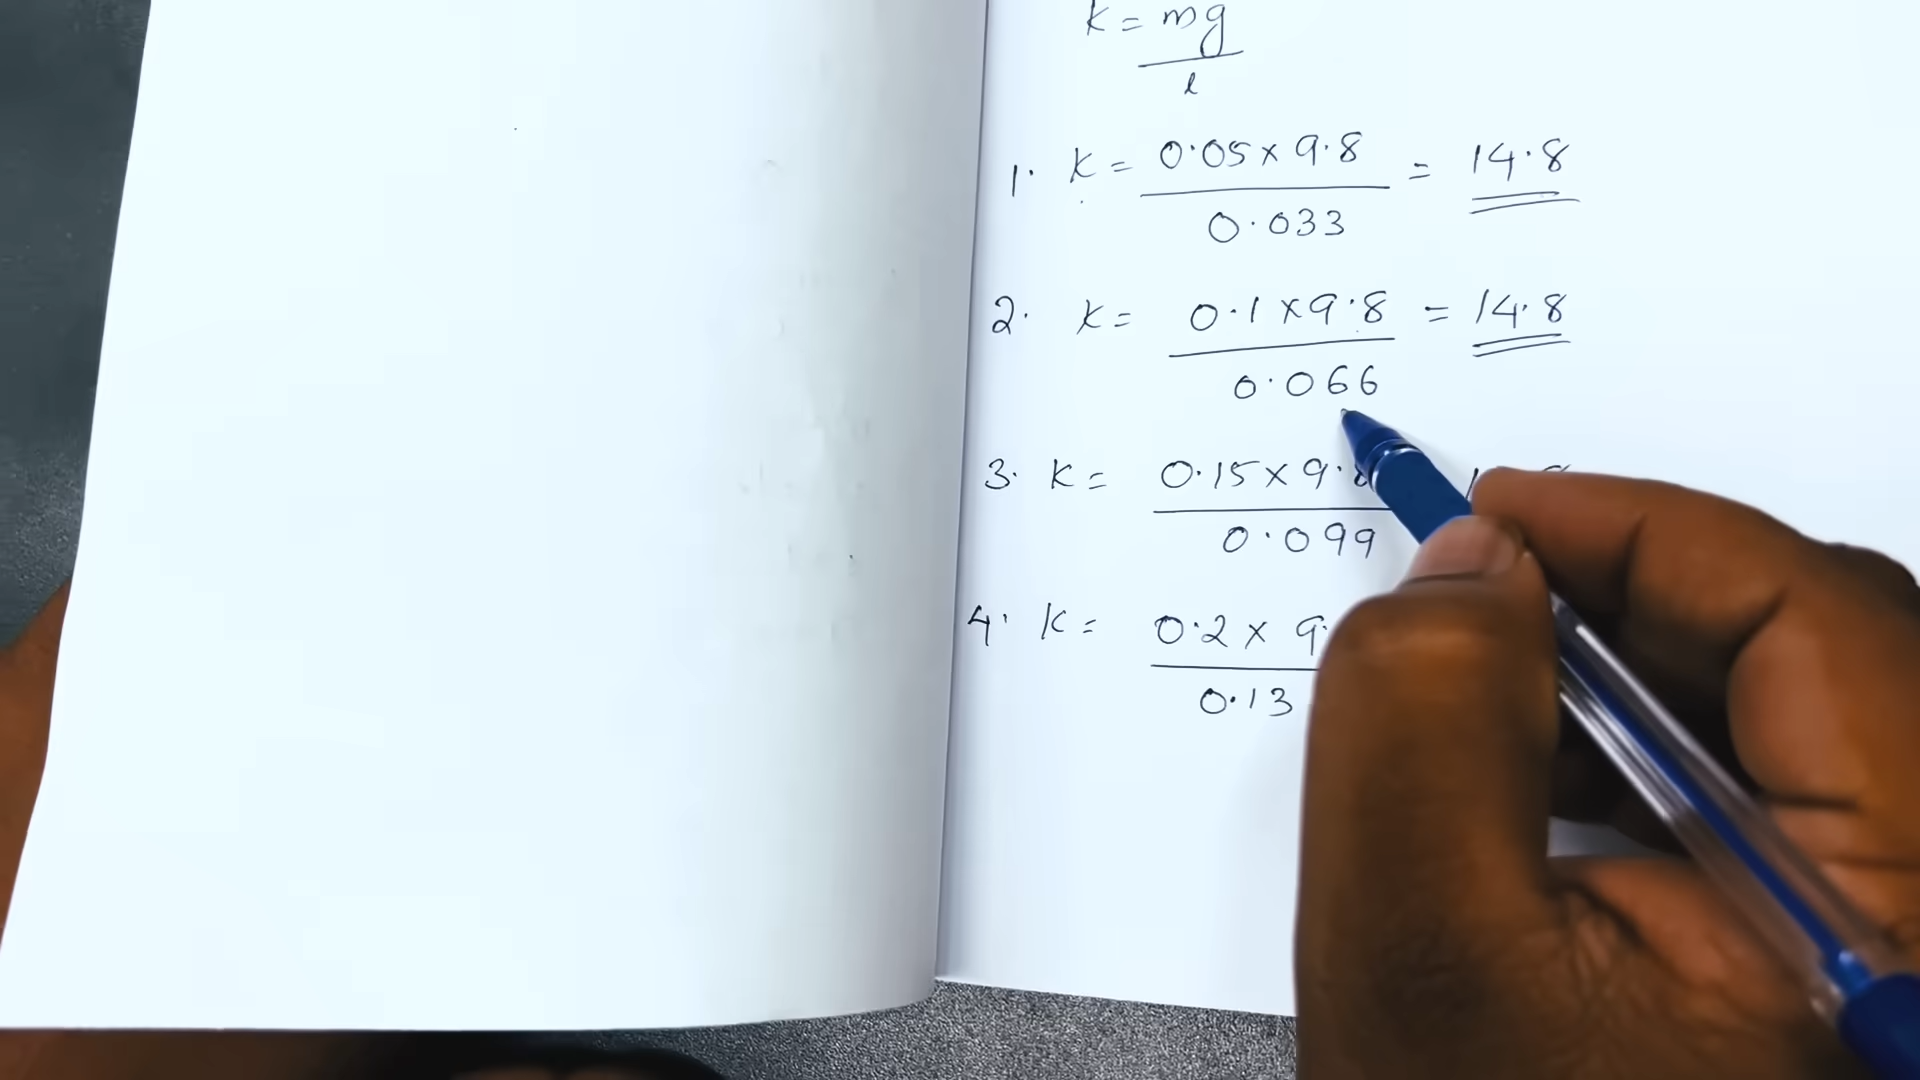 k = mg
l
1. k = 0.05 x 9.8 = 14.8
0.033
2. k = 0.1 x 9.8 = 14.8
0.066
3. k = 0.15 x 9.8
0.099
4. k = 0.2 x 9.
0.13